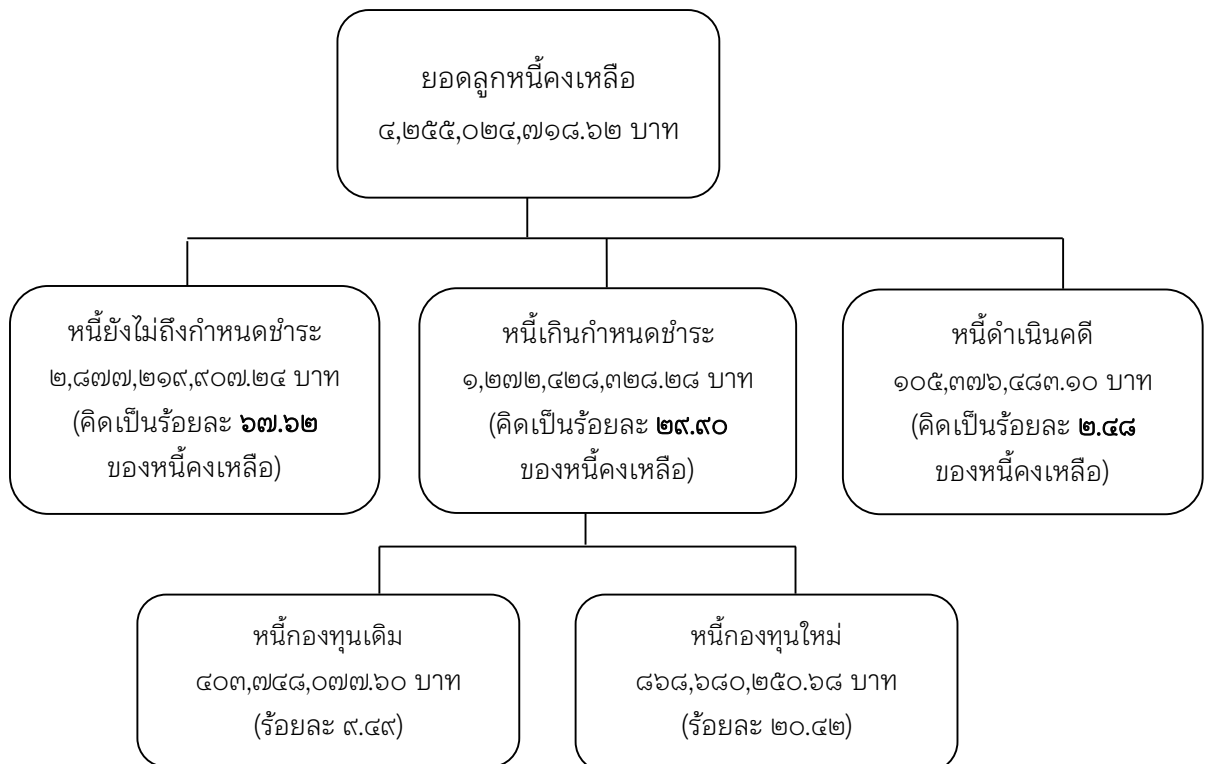 ยอดลูกหนี้คงเหลือ
๔,๒๕๕,๐๒๔,๗๑๘.๖๒ บาท
หนี้ยังไม่ถึงกำหนดชำระ
๒,๘๗๗,๒๑๙,๙๐๗.๒๔ บาท
(คิดเป็นร้อยละ ๖๗.๖๒
ของหนี้คงเหลือ)
หนี้เกินกำหนดชำระ
๑,๒๗๒,๔๒๘,๓๒๘.๒๘ บาท
(คิดเป็นร้อยละ ๒๙.๙๐
ของหนี้คงเหลือ)
หนี้ดำเนินคดี
๑๐๕,๓๗๖,๔๘๓.๑๐ บาท
(คิดเป็นร้อยละ ๒.๔๘
ของหนี้คงเหลือ)
หนี้กองทุนเดิม
๔๐๓,๗๔๘,๐๗๗.๖๐ บาท
(ร้อยละ ๙.๔๙)
หนี้กองทุนใหม่
๘๖๘,๖๘๐,๒๕๐.๖๘ บาท
(ร้อยละ ๒๐.๔๒)